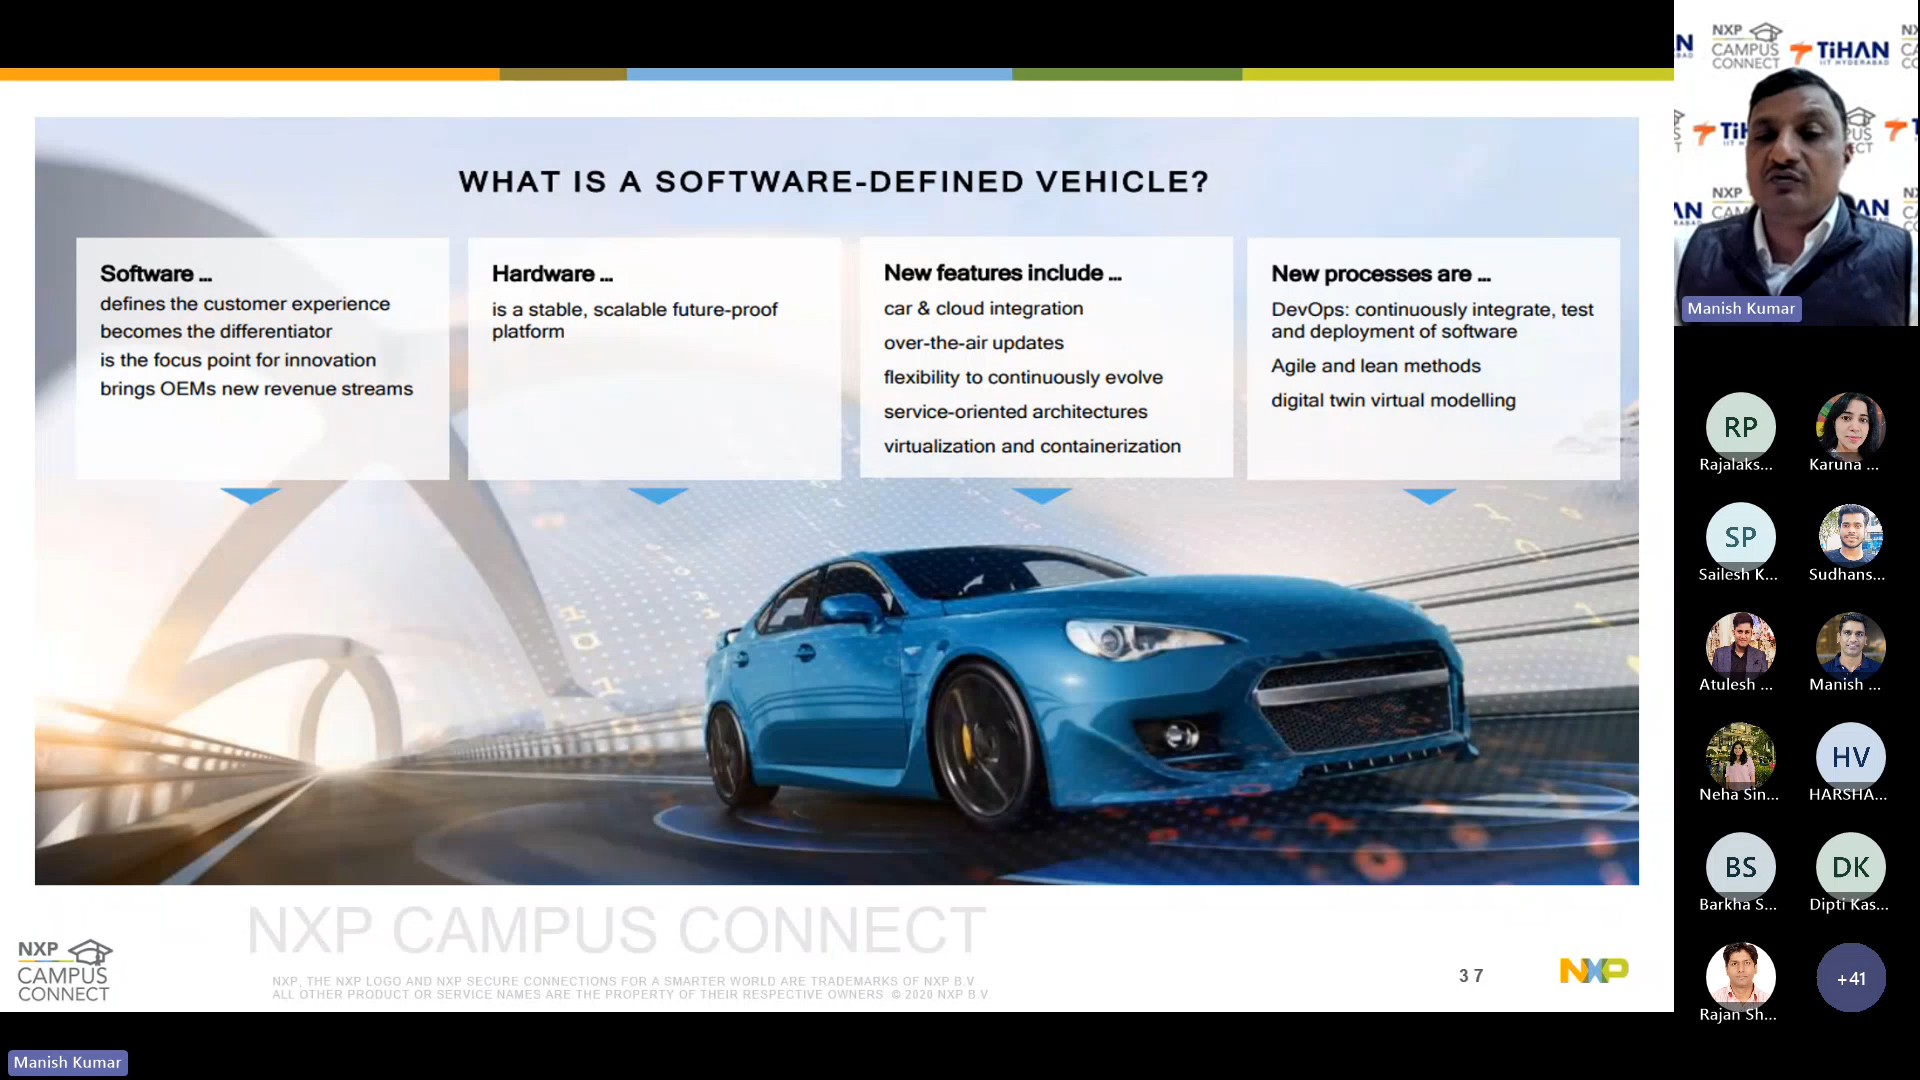 WHAT IS A SOFTWARE-DEFINED VEHICLE?
Software ...
defines the customer experience
becomes the differentiator
is the focus point for innovation
brings OEMs new revenue streams
Hardware ...
is a stable, scalable future-proof
platform
New features include ...
car & cloud integration
over-the-air updates
flexibility to continuously evolve
service-oriented architectures
virtualization and containerization
New processes are ...
DevOps: continuously integrate, test
and deployment of software
Agile and lean methods
digital twin virtual modelling
NXP CAMPUS CONNECT
NXP
CAMPUS
CONNECT
NXP, THE NXP LOGO AND NXP SECURE CONNECTIONS FOR A SMARTER WORLD ARE TRADEMARKS OF NXP B.V
ALL OTHER PRODUCT OR SERVICE NAMES ARE THE PROPERTY OF THEIR RESPECTIVE OWNERS © 2020 NXP B.V
37
NXP
Manish Kumar
NXP
CAMPUS
CONNECT
TiHAN
IIT HYDERABAD
Manish Kumar
RP
Rajalaks...
Karuna ...
SP
Sailesh K...
Sudhans...
Atulesh ...
Manish ...
Neha Sin...
HV
HARSHA...
BS
Barkha S...
DK
Dipti Kas...
Rajan Sh...
+41